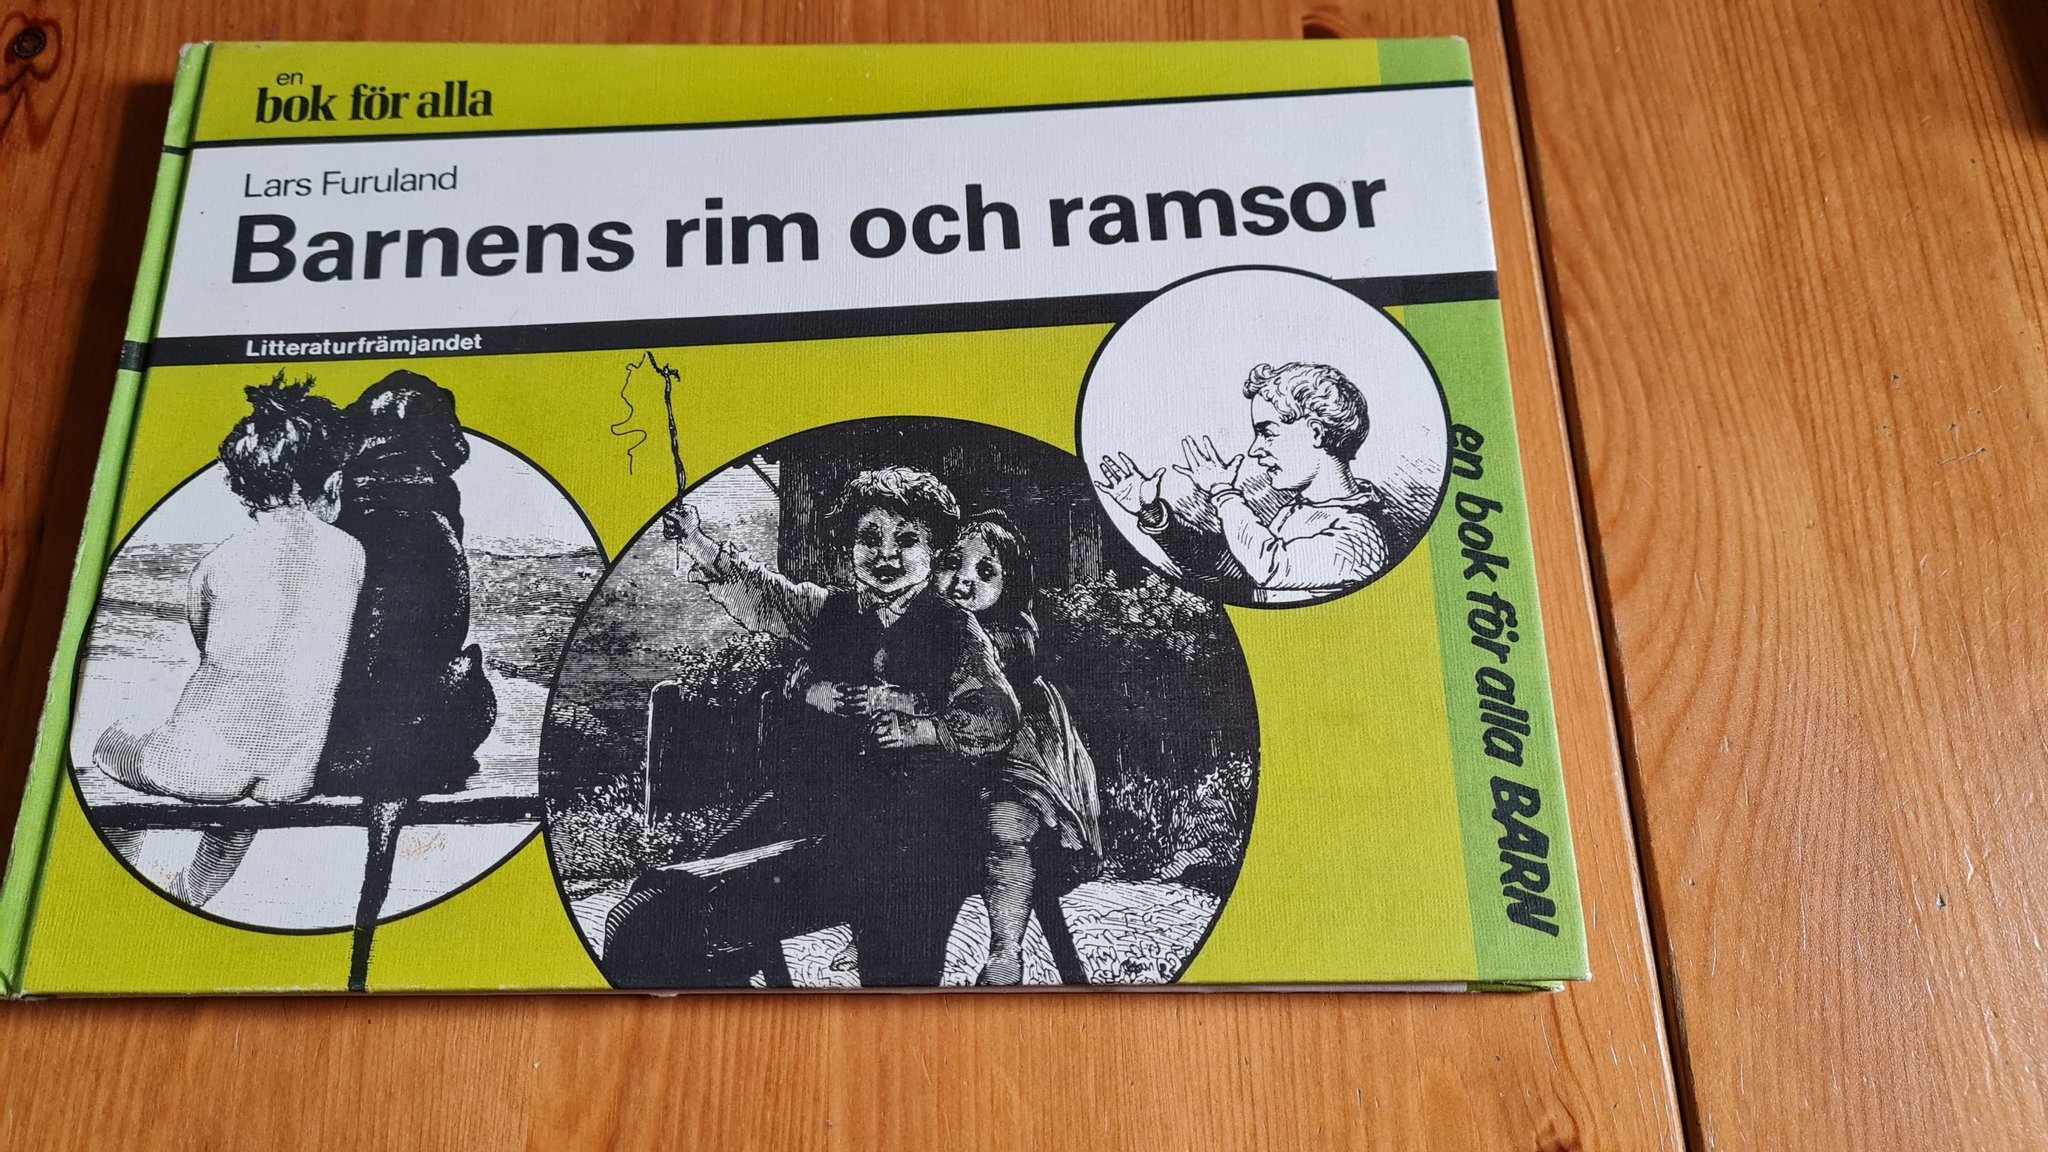 en
bok för alla
Lars Furuland
Barnens rim och ramsor
Litteraturfrämjandet
en bok för alla BARN